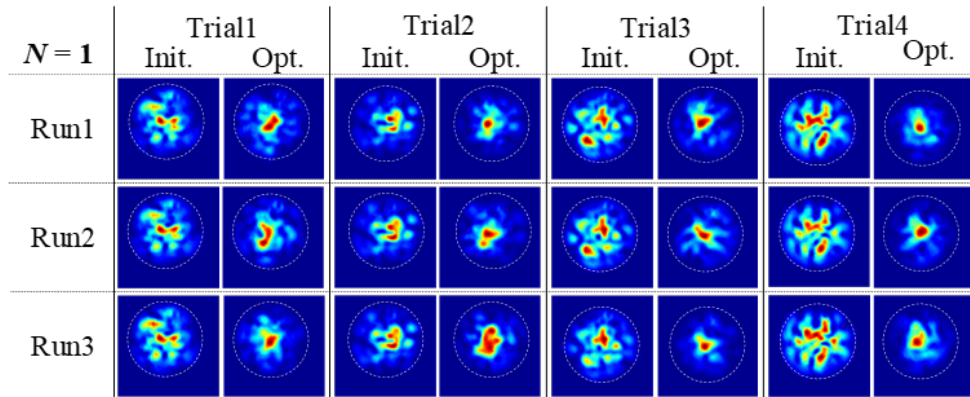 Trial1 Trial2 Trial3 Trial4
N = 1 Init. Opt. Init. Opt. Init. Opt. Init. Opt.
Run1
Run2
Run3